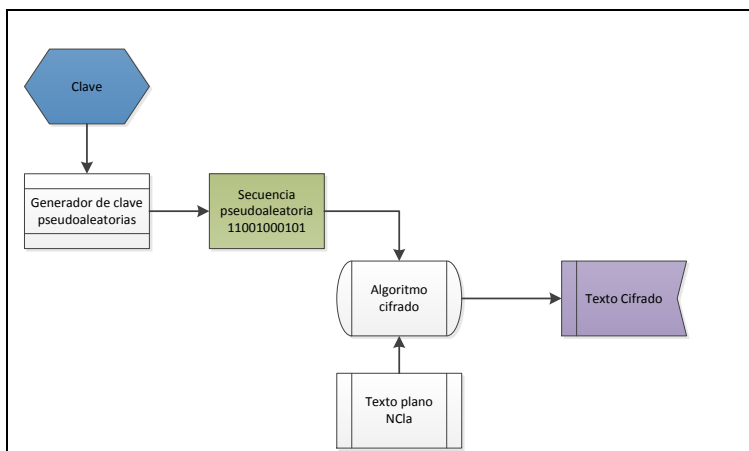 Clave
Generador de clave
pseudoaleatorias
Secuencia
pseudoaleatoria
11001000101
Algoritmo
cifrado
Texto Cifrado
Texto plano
NCla